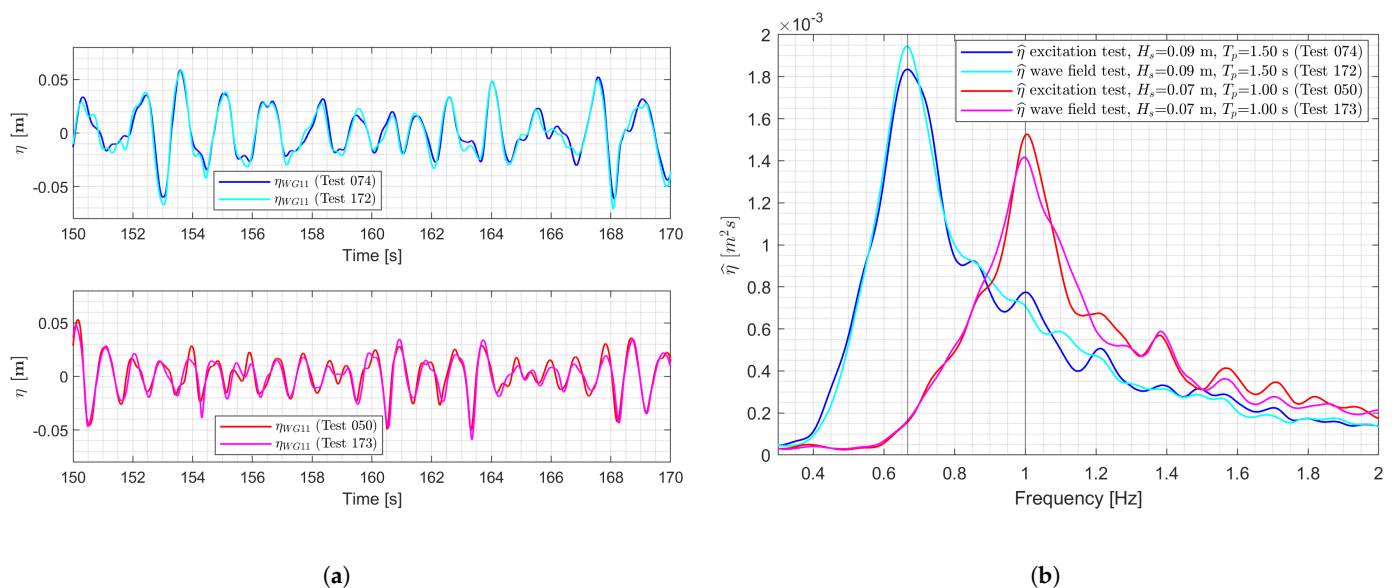 η [m]
0.05
0
-0.05
η_WG11 (Test 074)
η_WG11 (Test 172)
150 152 154 156 158 160 162 164 166 168 170
Time [s]
η [m]
0.05
0
-0.05
η_WG11 (Test 050)
η_WG11 (Test 173)
150 152 154 156 158 160 162 164 166 168 170
Time [s]
(a)
×10⁻³
2
1.8
1.6
1.4
1.2
1
0.8
0.6
0.4
0.2
0
η̂ [m²s]
η̂ excitation test, H_s=0.09 m, T_p=1.50 s (Test 074)
η̂ wave field test, H_s=0.09 m, T_p=1.50 s (Test 172)
η̂ excitation test, H_s=0.07 m, T_p=1.00 s (Test 050)
η̂ wave field test, H_s=0.07 m, T_p=1.00 s (Test 173)
0.4 0.6 0.8 1 1.2 1.4 1.6 1.8 2
Frequency [Hz]
(b)